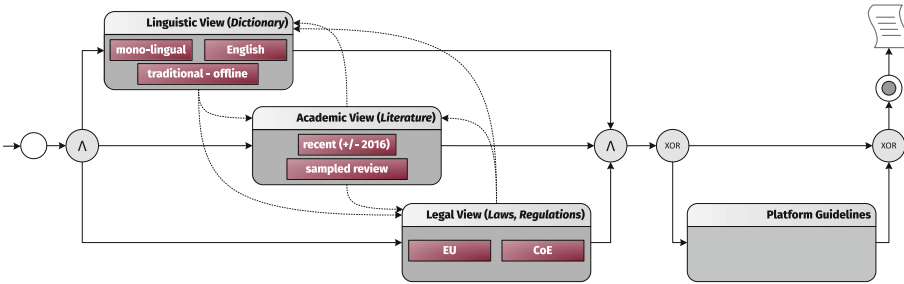 Linguistic View (Dictionary)
mono-lingual English
traditional - offline
Academic View (Literature)
recent (+/- 2016)
sampled review
Λ
Λ
XOR
XOR
Legal View (Laws, Regulations)
EU CoE
Platform Guidelines